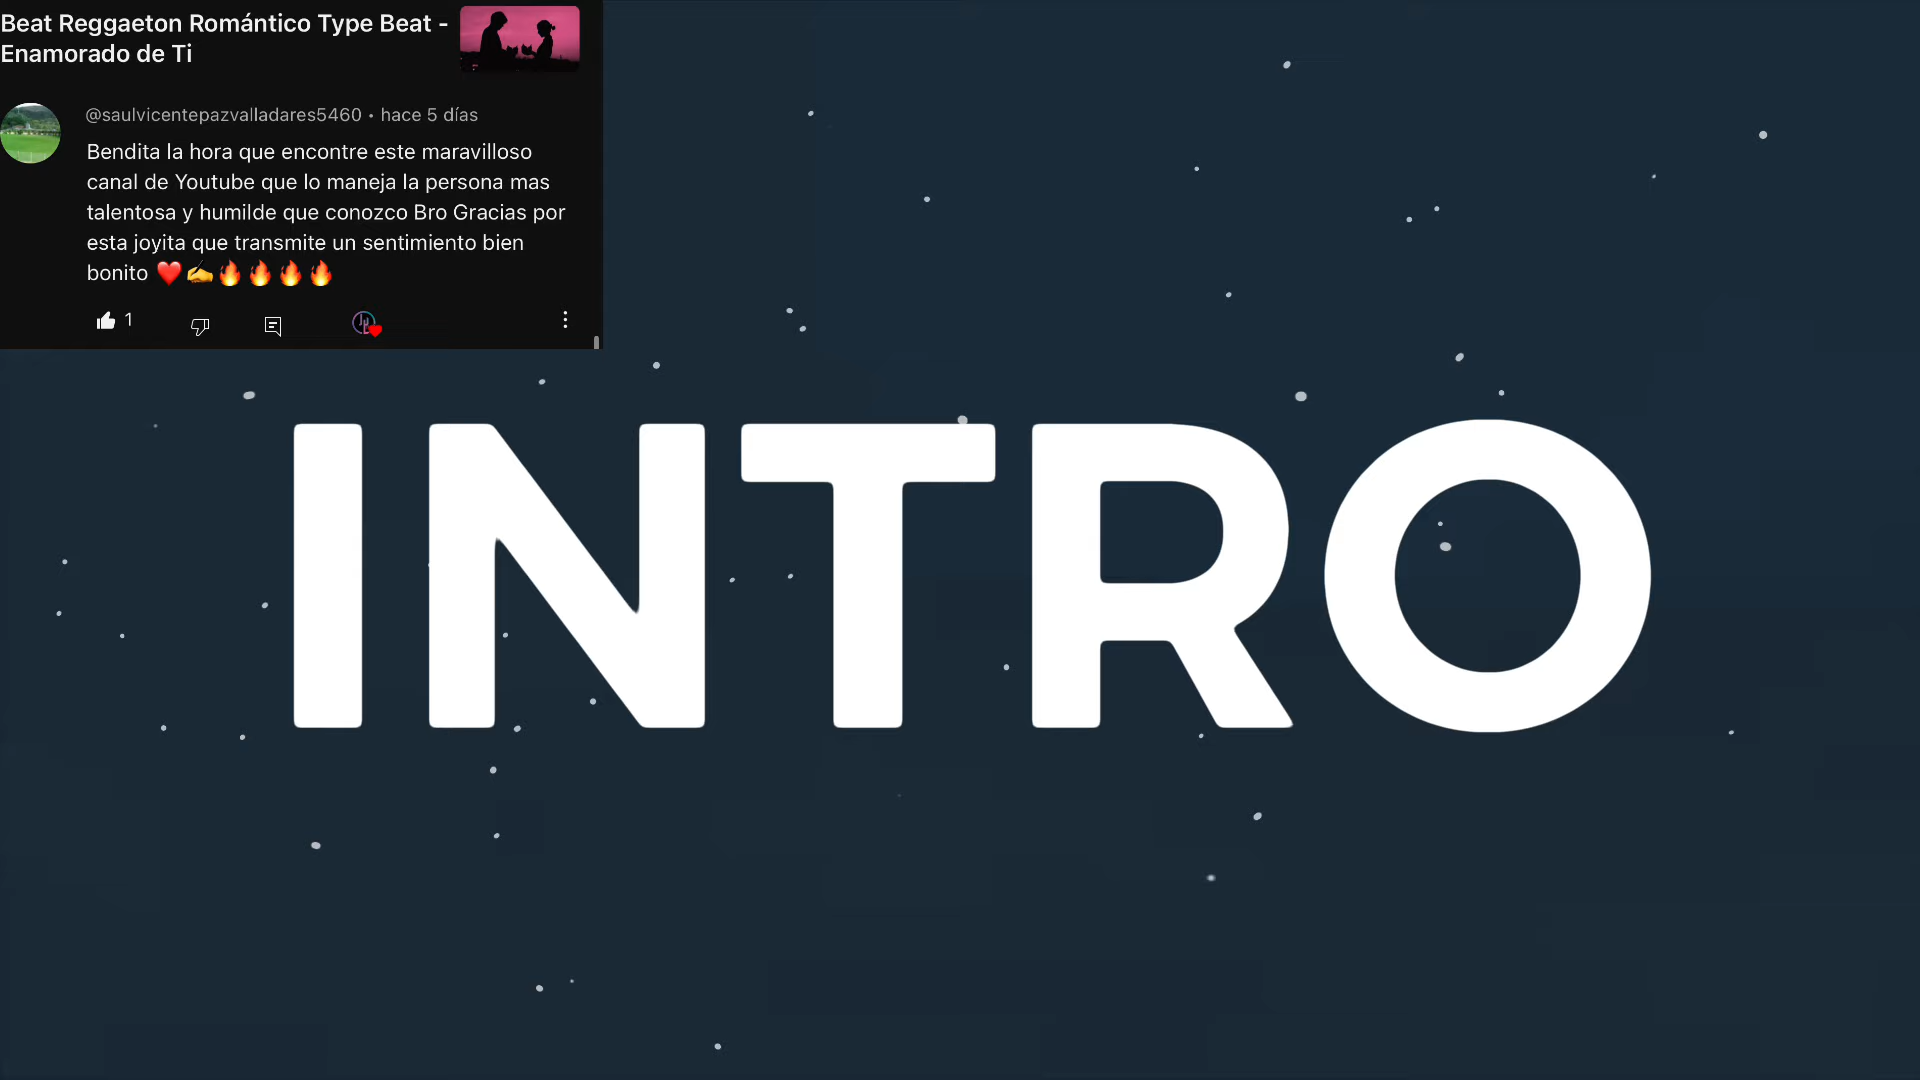 Beat Reggaeton Romántico Type Beat -
Enamorado de Ti
@saulvicentepazvalladares5460 • hace 5 días
Bendita la hora que encontre este maravilloso
canal de Youtube que lo maneja la persona mas
talentosa y humilde que conozco Bro Gracias por
esta joyita que transmite un sentimiento bien
bonito ❤️✍️🔥🔥🔥🔥
1
INTRO